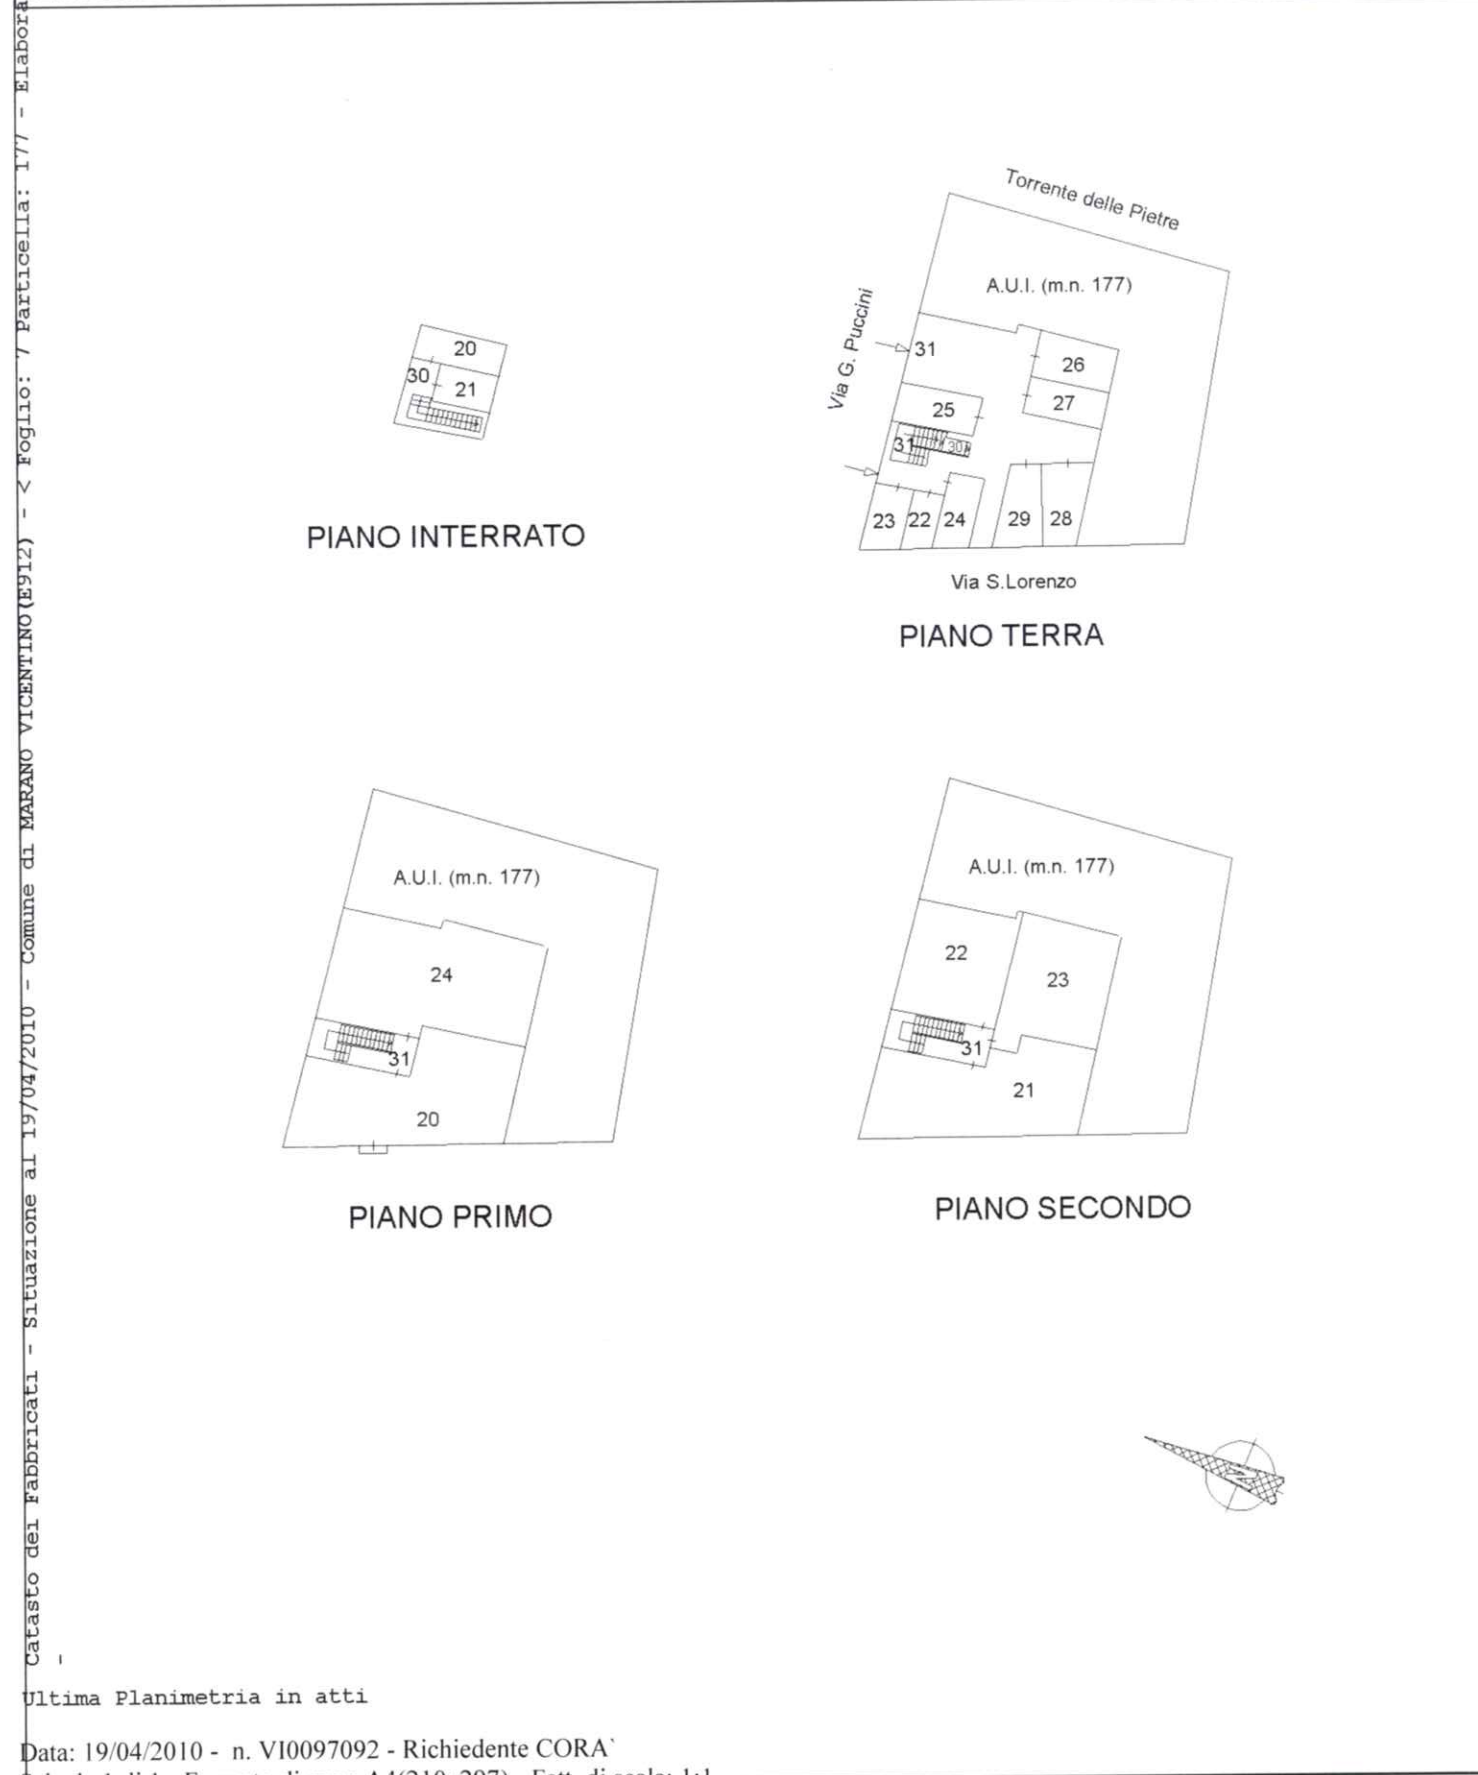 Catasto dei Fabbricati - Situazione al 19/04/2010 - Comune di MARANO VICENTINO(E912) - < Foglio: 7 Particella: 177 - Elabora
20
30
21
PIANO INTERRATO
Torrente delle Pietre
A.U.I. (m.n. 177)
Via G. Puccini
31
26
27
25
31
30
23
22
24
29
28
Via S.Lorenzo
PIANO TERRA
A.U.I. (m.n. 177)
24
31
20
PIANO PRIMO
A.U.I. (m.n. 177)
22
23
31
21
PIANO SECONDO
N
Ultima Planimetria in atti
Data: 19/04/2010 - n. VI0097092 - Richiedente CORA`